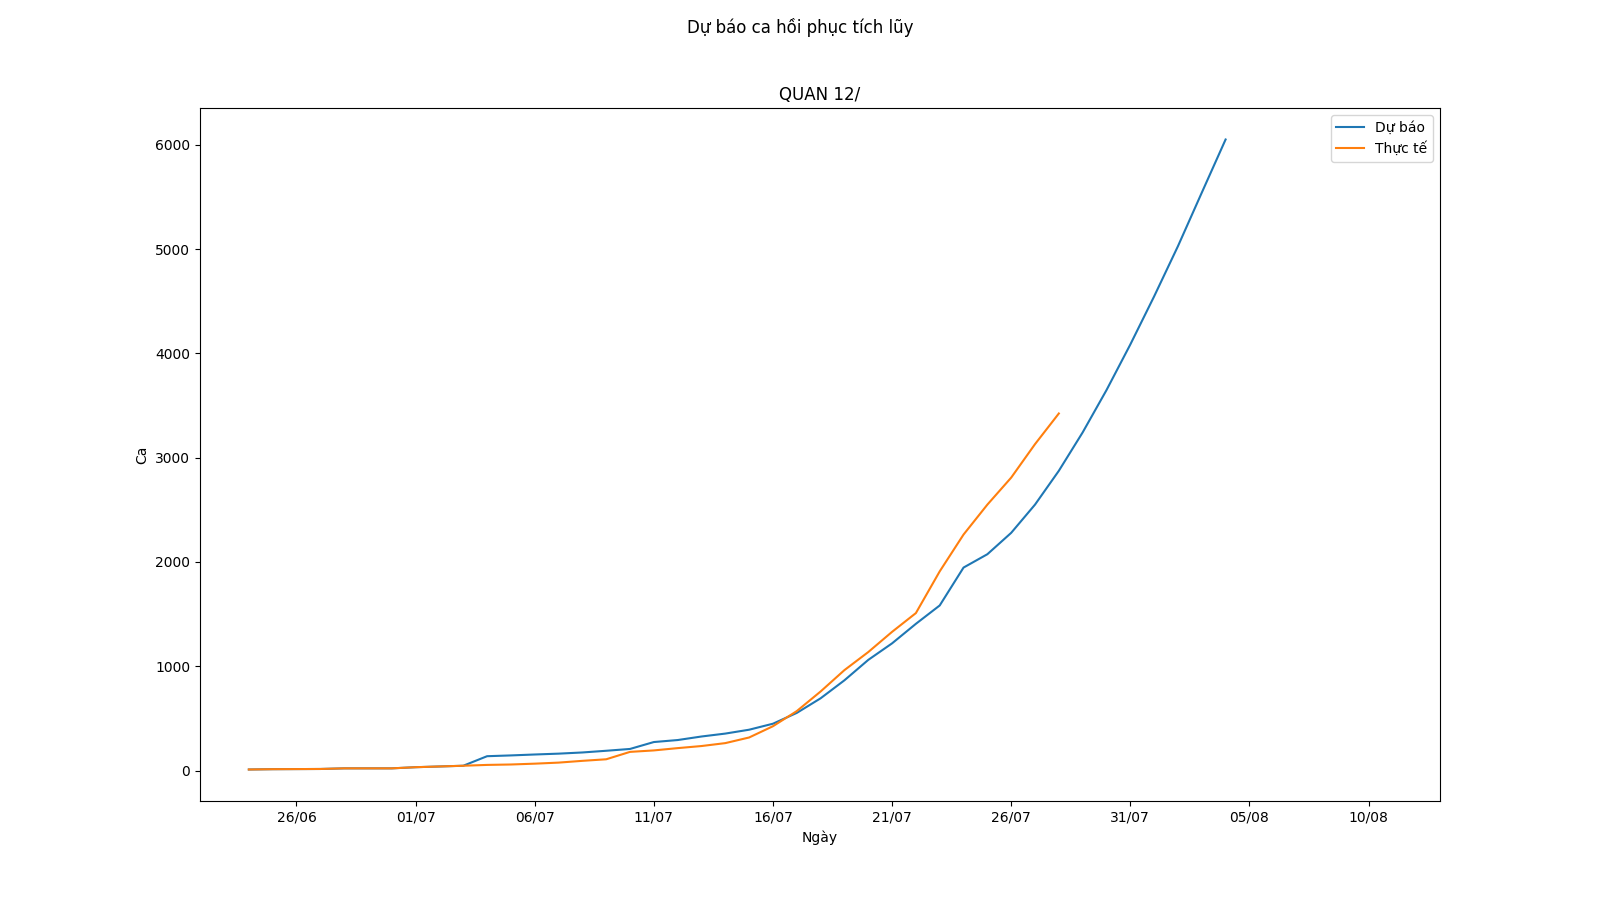 Dự báo ca hồi phục tích lũy
QUAN 12/
Dự báo
Thực tế
6000
5000
4000
3000
2000
1000
0
Ca
26/06 01/07 06/07 11/07 16/07 21/07 26/07 31/07 05/08 10/08
Ngày